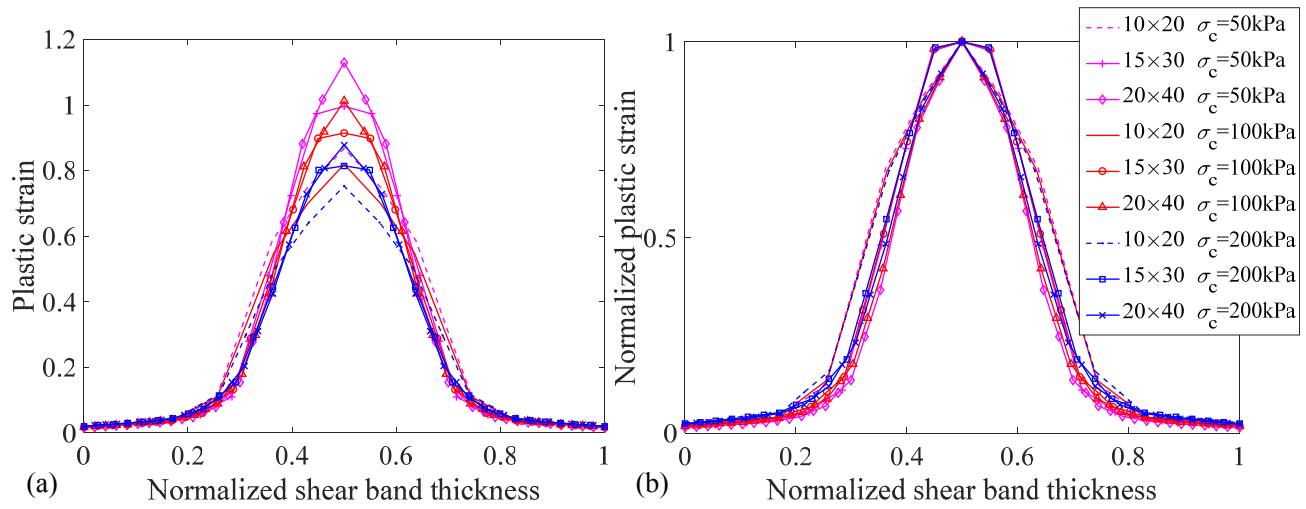 1.2
1
0.8
0.6
0.4
0.2
0
Plastic strain
0 0.2 0.4 0.6 0.8 1
Normalized shear band thickness
(a)
1
0.5
0
Normalized plastic strain
0 0.2 0.4 0.6 0.8 1
Normalized shear band thickness
(b)
10×20 σc=50kPa
15×30 σc=50kPa
20×40 σc=50kPa
10×20 σc=100kPa
15×30 σc=100kPa
20×40 σc=100kPa
10×20 σc=200kPa
15×30 σc=200kPa
20×40 σc=200kPa